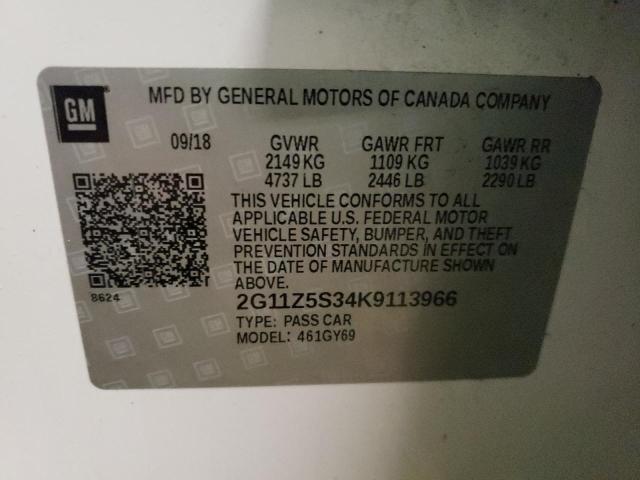 GM
MFD BY GENERAL MOTORS OF CANADA COMPANY
09/18 GVWR GAWR FRT GAWR RR
2149 KG 1109 KG 1039 KG
4737 LB 2446 LB 2290 LB
THIS VEHICLE CONFORMS TO ALL
APPLICABLE U.S. FEDERAL MOTOR
VEHICLE SAFETY, BUMPER, AND THEFT
PREVENTION STANDARDS IN EFFECT ON
THE DATE OF MANUFACTURE SHOWN
ABOVE.
8624
2G11Z5S34K9113966
TYPE: PASS CAR
MODEL: 461GY69